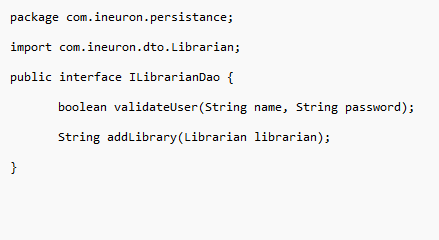 package com.ineuron.persistance;
import com.ineuron.dto.Librarian;
public interface ILibrarianDao {
boolean validateUser(String name, String password);
String addLibrary(Librarian librarian);
}